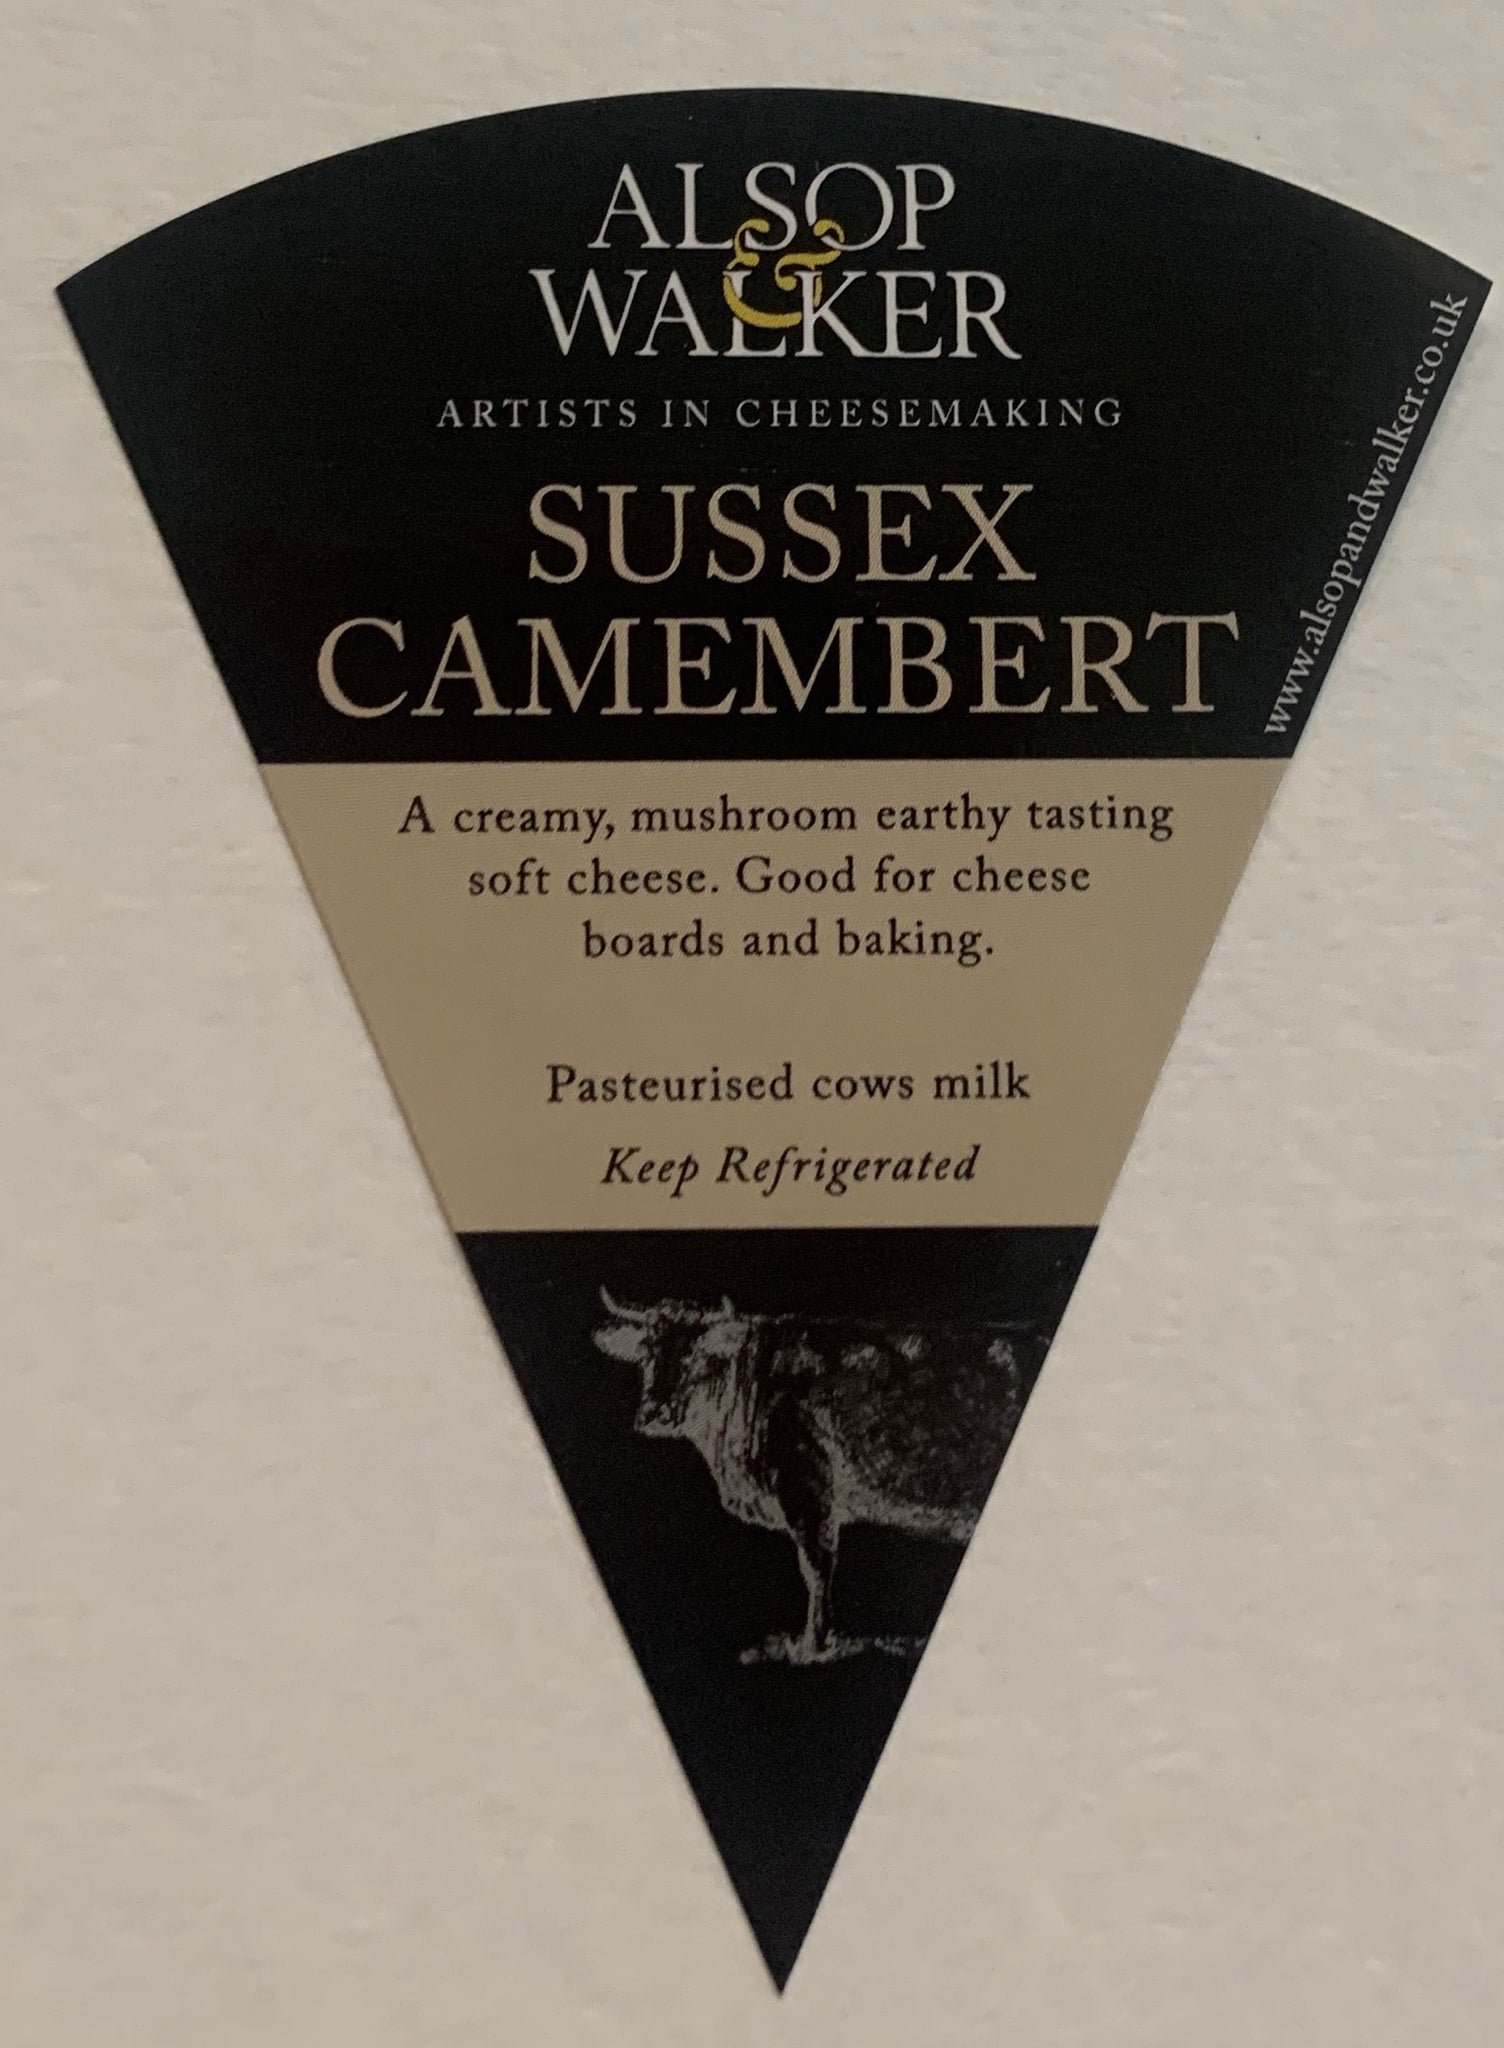 ALSOP
&
WALKER
ARTISTS IN CHEESEMAKING
SUSSEX
CAMEMBERT
www.alsopandwalker.co.uk
A creamy, mushroom earthy tasting
soft cheese. Good for cheese
boards and baking.
Pasteurised cows milk
Keep Refrigerated